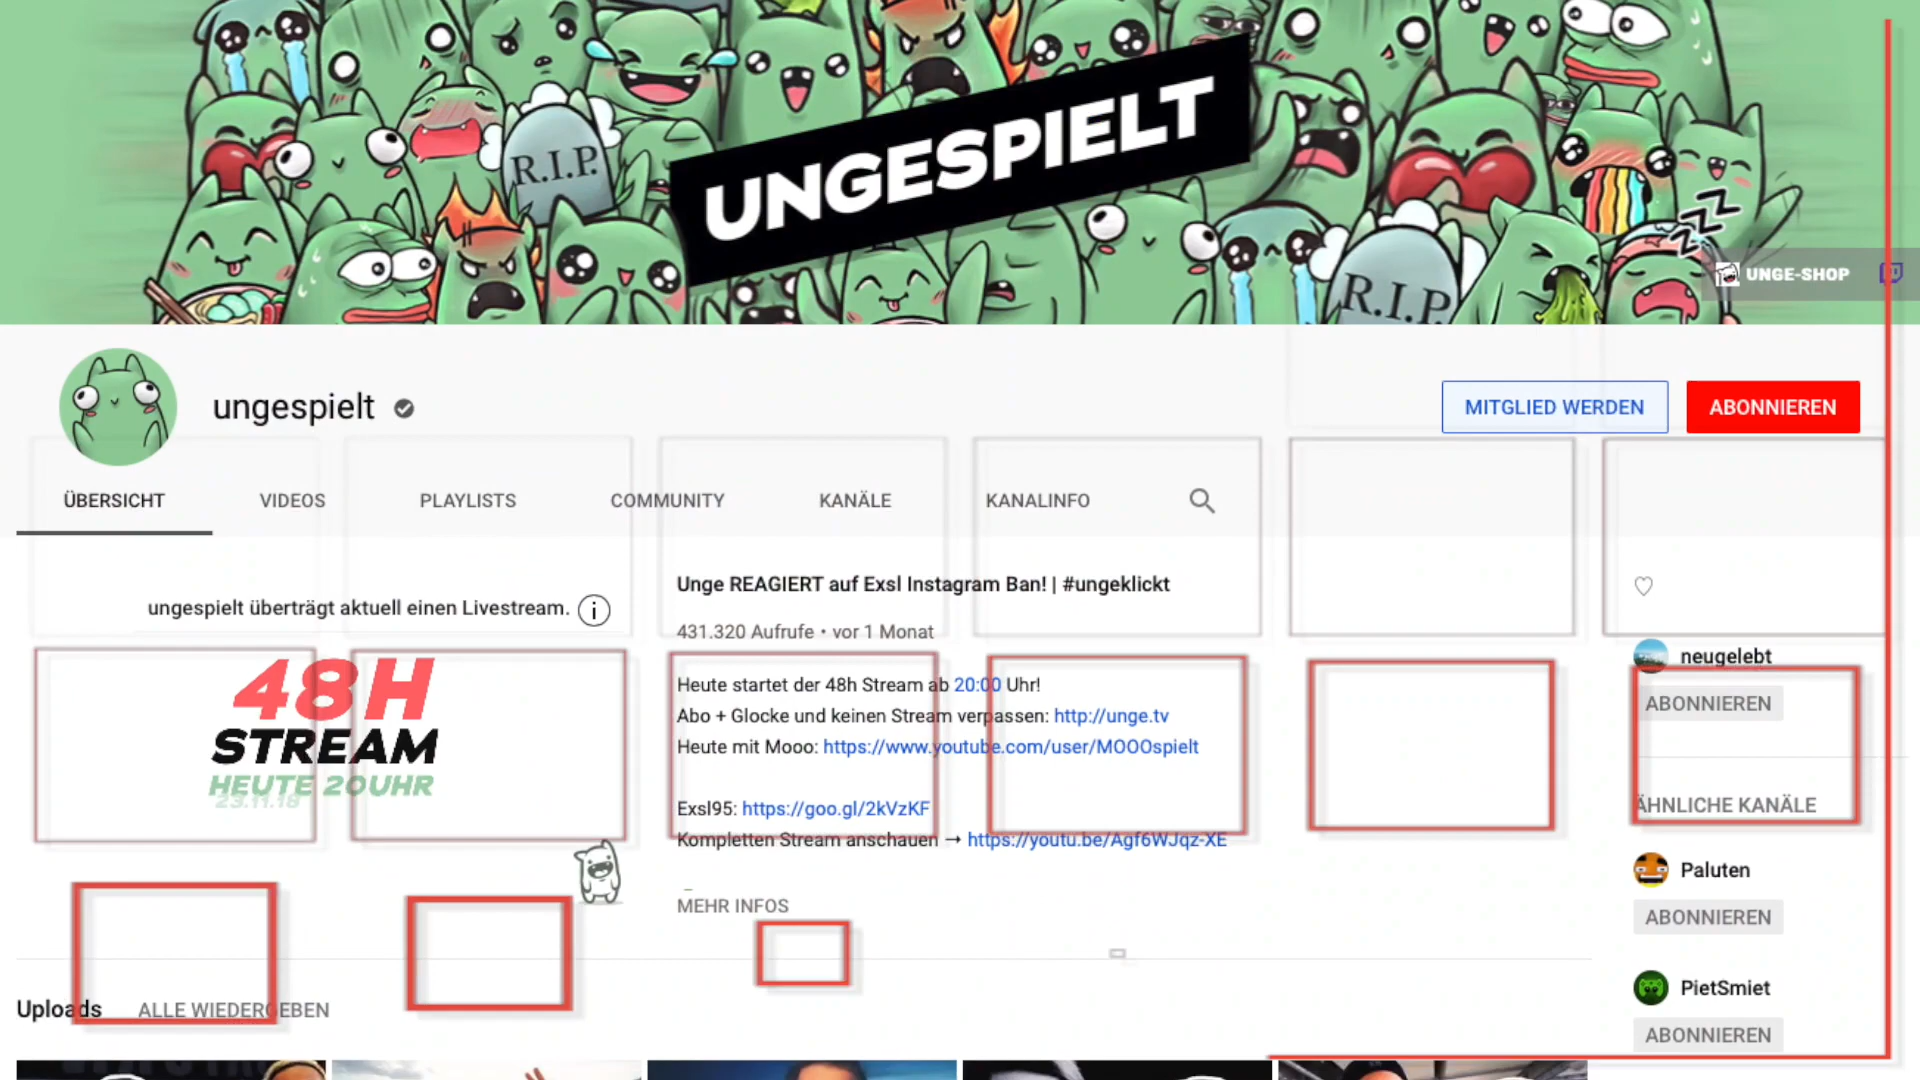 R.I.P.
UNGESPIELT
R.I.P.
ZZZ
UNGE-SHOP
ungespielt
MITGLIED WERDEN
ABONNIEREN
ÜBERSICHT
VIDEOS
PLAYLISTS
COMMUNITY
KANÄLE
KANALINFO
ungespielt überträgt aktuell einen Livestream.
48H
STREAM
HEUTE 20UHR
23.11.18
Unge REAGIERT auf Exsl Instagram Ban! | #ungeklickt
431.320 Aufrufe • vor 1 Monat
Heute startet der 48h Stream ab 20:00 Uhr!
Abo + Glocke und keinen Stream verpassen: http://unge.tv
Heute mit Mooo: https://www.youtube.com/user/MOOOspielt
Exsl95: https://goo.gl/2kVzKF
Kompletten Stream anschauen → https://youtu.be/Agf6WJqz-XE
_
MEHR INFOS
♡
neugelebt
ABONNIEREN
ÄHNLICHE KANÄLE
Paluten
ABONNIEREN
PietSmiet
ABONNIEREN
Uploads
ALLE WIEDERGEBEN